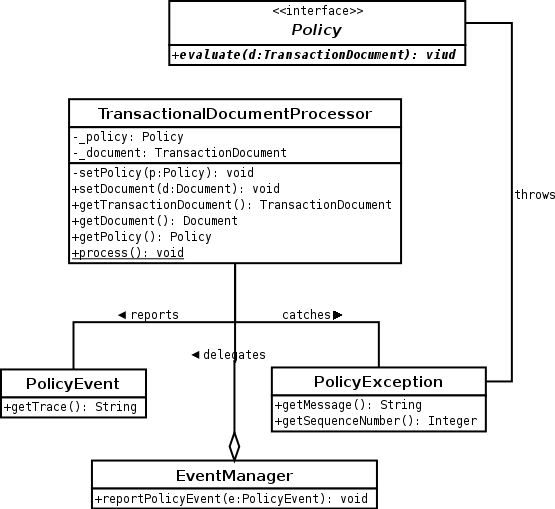 <<interface>>
Policy
+evaluate(d:TransactionDocument): viud
TransactionalDocumentProcessor
-_policy: Policy
-_document: TransactionDocument
-setPolicy(p:Policy): void
+setDocument(d:Document): void
+getTransactionDocument(): TransactionDocument
+getDocument(): Document
+getPolicy(): Policy
+process(): void
throws
◀ reports
catches▶
◀ delegates
PolicyEvent
+getTrace(): String
PolicyException
+getMessage(): String
+getSequenceNumber(): Integer
EventManager
+reportPolicyEvent(e:PolicyEvent): void